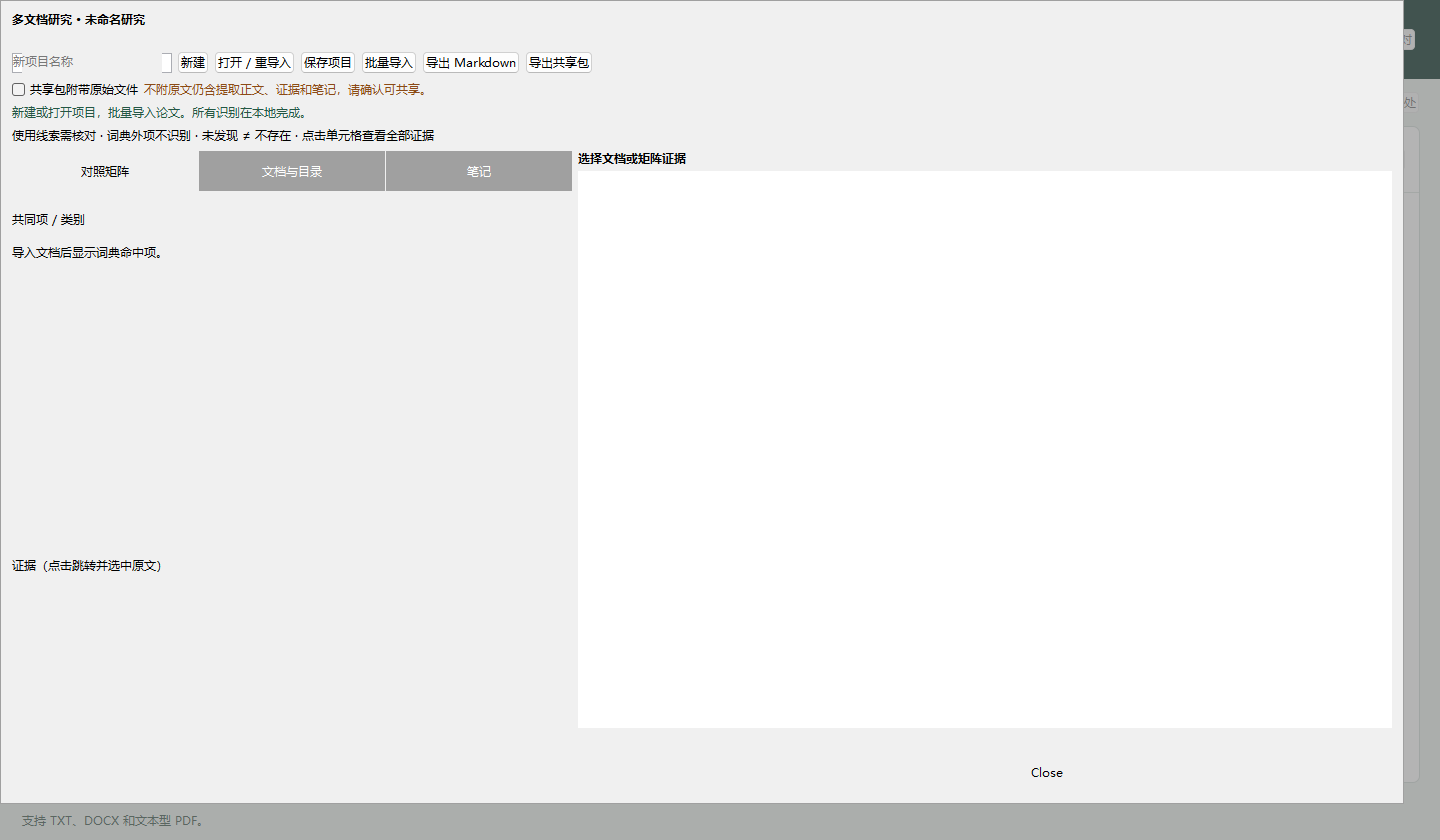 多文档研究 · 未命名研究
新项目名称 新建 打开 / 重导入 保存项目 批量导入 导出 Markdown 导出共享包
共享包附带原始文件 不附原文仍含提取正文、证据和笔记，请确认可共享。
新建或打开项目，批量导入论文。所有识别在本地完成。
使用线索需核对 · 词典外项不识别 · 未发现 ≠ 不存在 · 点击单元格查看全部证据
对照矩阵 文档与目录 笔记
选择文档或矩阵证据
共同项 / 类别
导入文档后显示词典命中项。
证据（点击跳转并选中原文）
Close
对
处
支持 TXT、DOCX 和文本型 PDF。